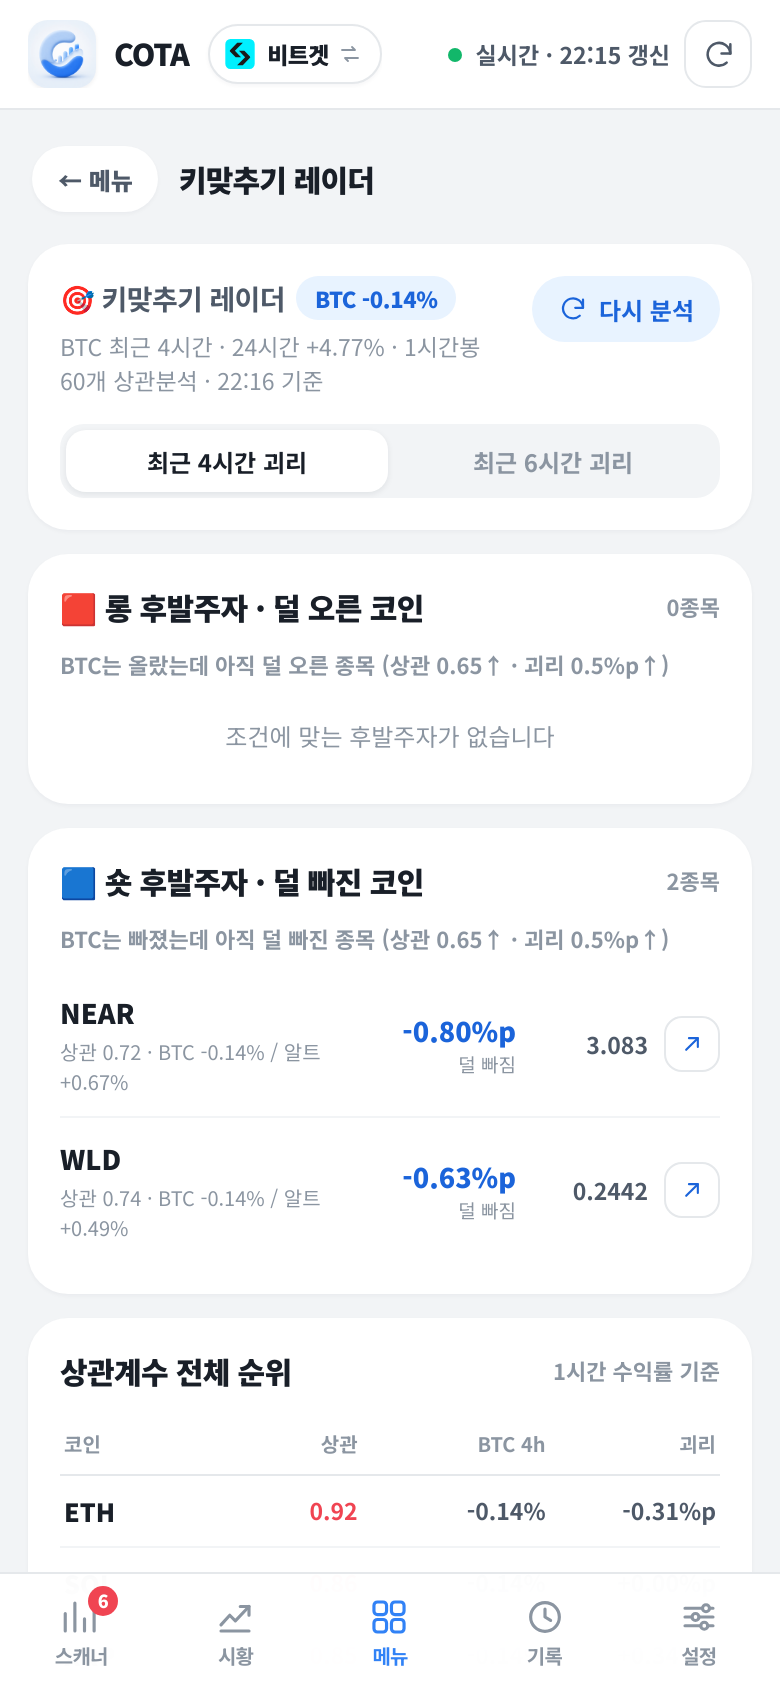 COTA
비트겟
실시간 · 22:15 갱신
← 메뉴
키맞추기 레이더
키맞추기 레이더
BTC -0.14%
다시 분석
BTC 최근 4시간 · 24시간 +4.77% · 1시간봉
60개 상관분석 · 22:16 기준
최근 4시간 괴리
최근 6시간 괴리
롱 후발주자 · 덜 오른 코인
0종목
BTC는 올랐는데 아직 덜 오른 종목 (상관 0.65↑ · 괴리 0.5%p↑)
조건에 맞는 후발주자가 없습니다
숏 후발주자 · 덜 빠진 코인
2종목
BTC는 빠졌는데 아직 덜 빠진 종목 (상관 0.65↑ · 괴리 0.5%p↑)
NEAR
상관 0.72 · BTC -0.14% / 알트
+0.67%
-0.80%p
덜 빠짐
3.083
WLD
상관 0.74 · BTC -0.14% / 알트
+0.49%
-0.63%p
덜 빠짐
0.2442
상관계수 전체 순위
1시간 수익률 기준
코인 상관 BTC 4h 괴리
ETH 0.92 -0.14% -0.31%p
6
스캐너
시황
메뉴
기록
설정